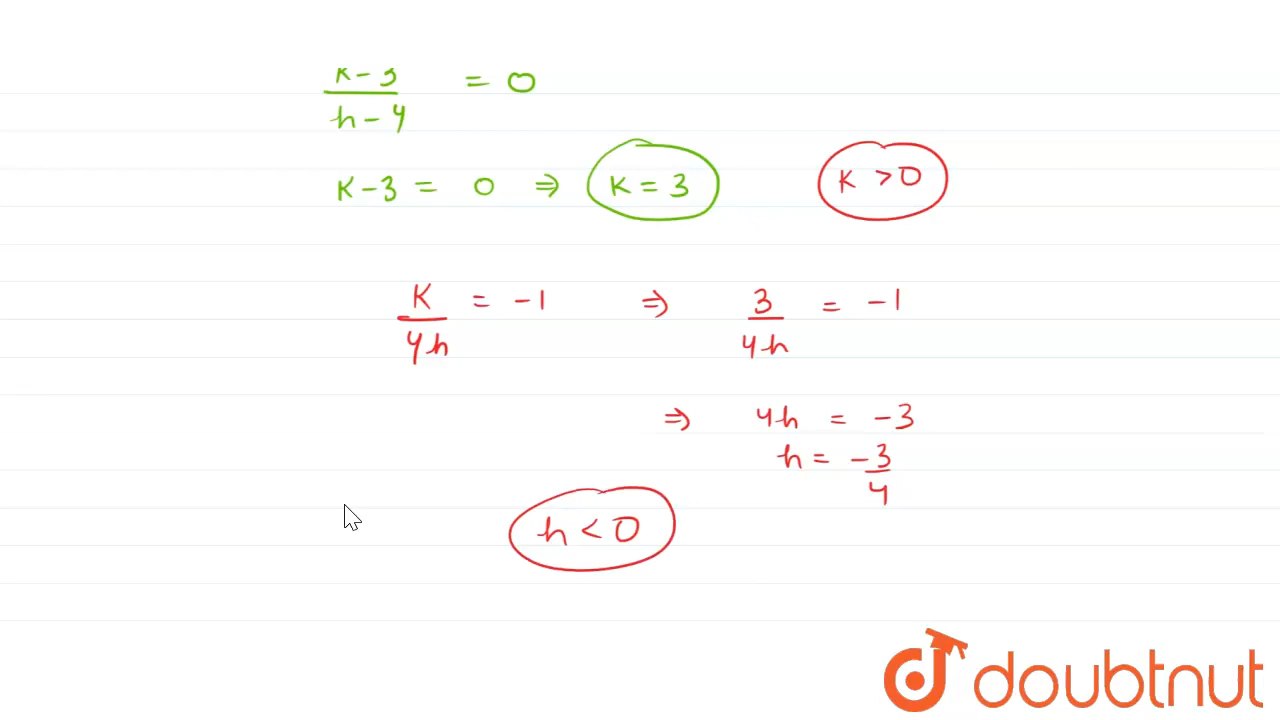 K-3 / h-4 = 0
K-3 = 0 ⇒ K = 3 K > 0
K / 4h = -1 ⇒ 3 / 4h = -1
⇒ 4h = -3
h = -3 / 4
h < 0
doubtnut